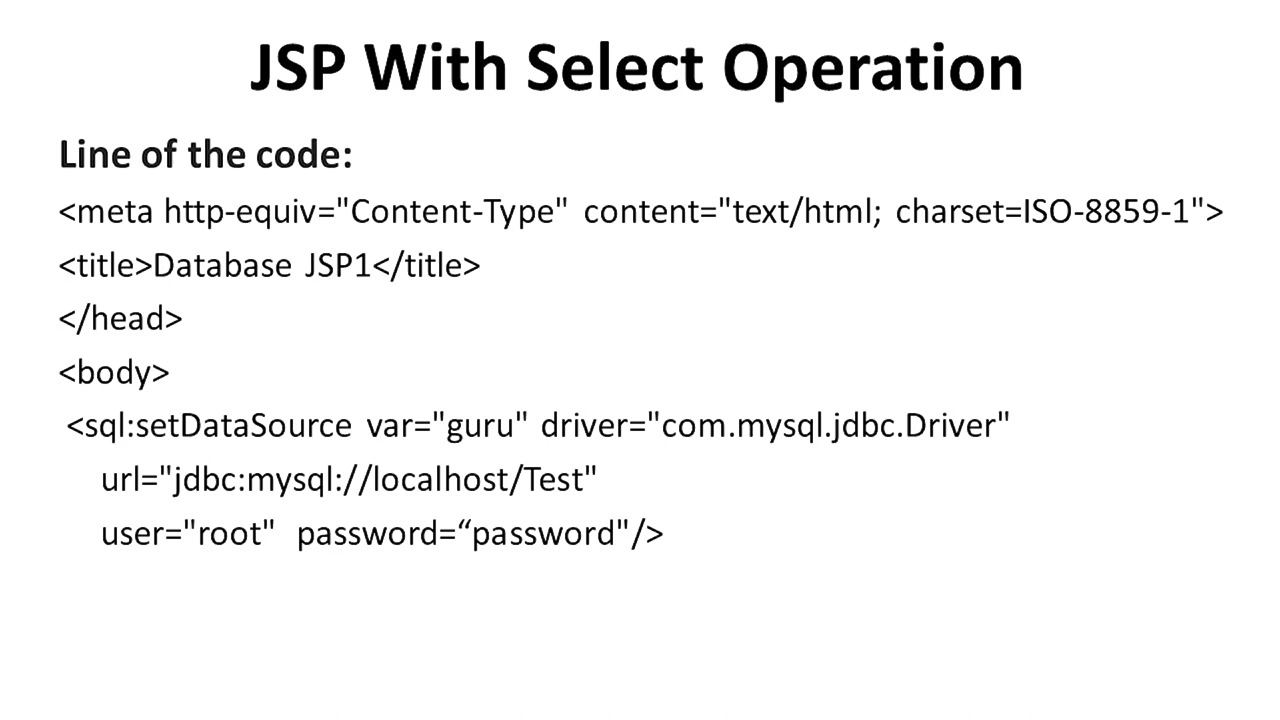 JSP With Select Operation
Line of the code:
<meta http-equiv="Content-Type" content="text/html; charset=ISO-8859-1">
<title>Database JSP1</title>
</head>
<body>
<sql:setDataSource var="guru" driver="com.mysql.jdbc.Driver"
url="jdbc:mysql://localhost/Test"
user="root" password=“password"/>